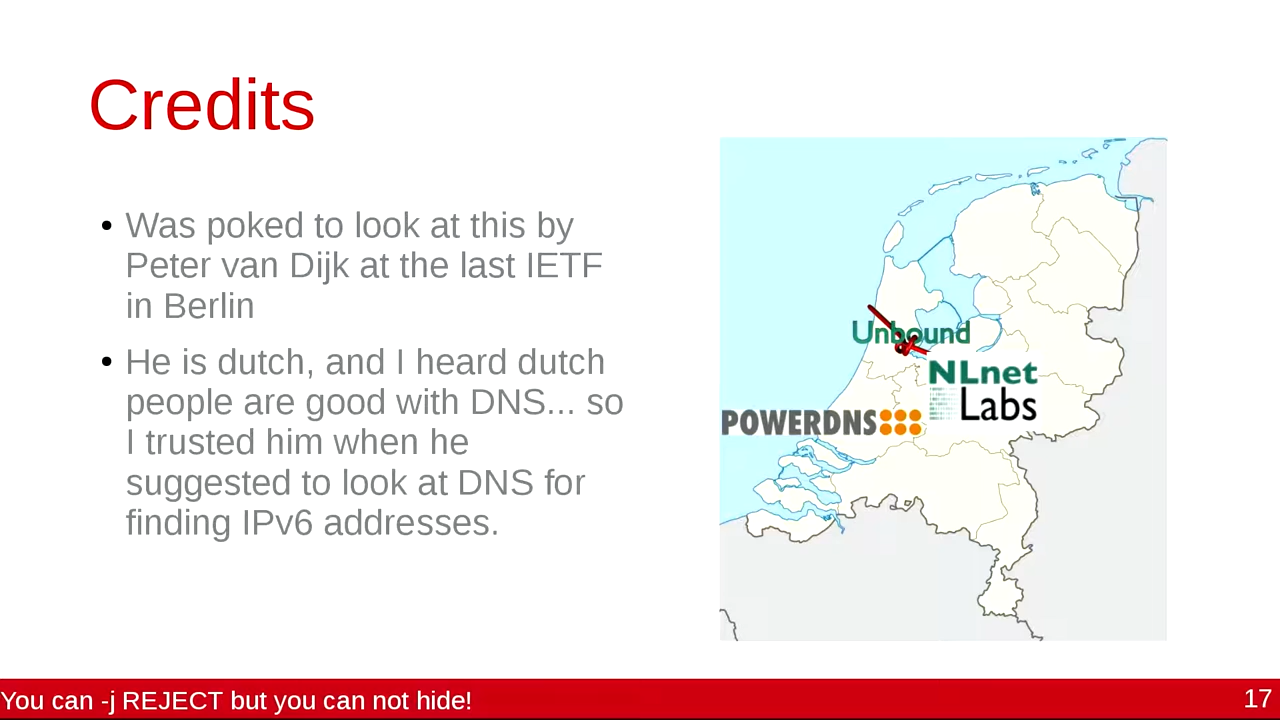 Credits
Was poked to look at this by
Peter van Dijk at the last IETF
in Berlin
He is dutch, and I heard dutch
people are good with DNS... so
I trusted him when he
suggested to look at DNS for
finding IPv6 addresses.
Unbound
NLnet
Labs
POWERDNS
You can -j REJECT but you can not hide!
17